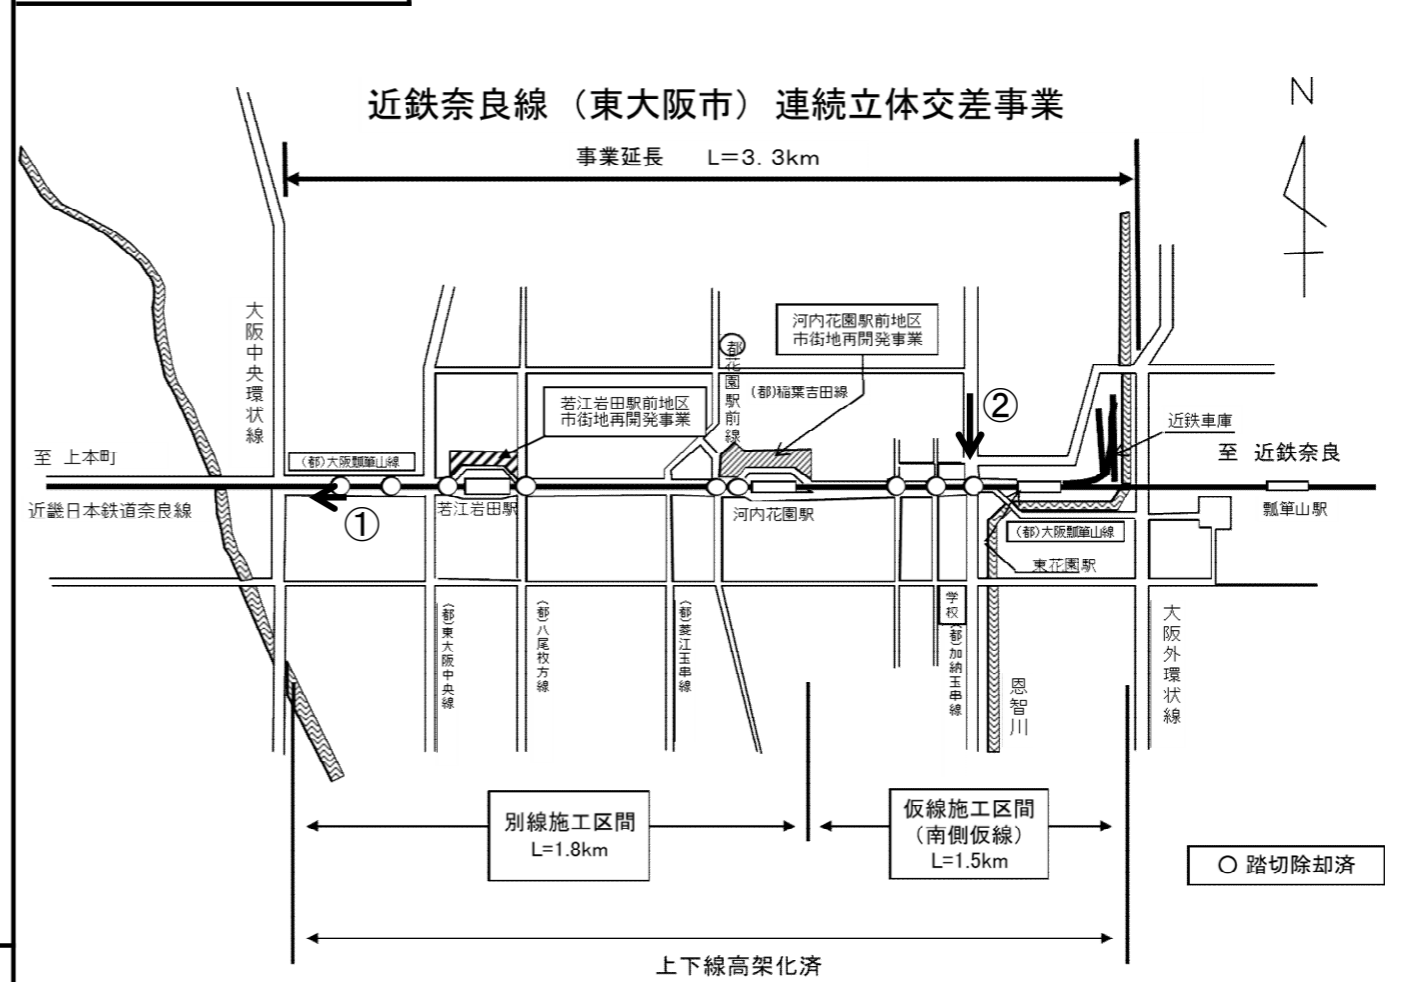 近鉄奈良線（東大阪市）連続立体交差事業
N
事業延長　L＝3．3km
大阪中央環状線
河内花園駅前地区
市街地再開発事業
都
花園駅前線
(都)稲葉吉田線
若江岩田駅前地区
市街地再開発事業
②
近鉄車庫
至 上本町
(都)大阪瓢箪山線
至 近鉄奈良
近畿日本鉄道奈良線
①
若江岩田駅
河内花園駅
瓢箪山駅
(都)大阪瓢箪山線
東花園駅
(都)東大阪中央線
(都)八尾枚方線
(都)菱江玉串線
学校
(都)加納玉串線
恩智川
大阪外環状線
別線施工区間
L=1.8km
仮線施工区間
（南側仮線）
L=1.5km
○ 踏切除却済
上下線高架化済